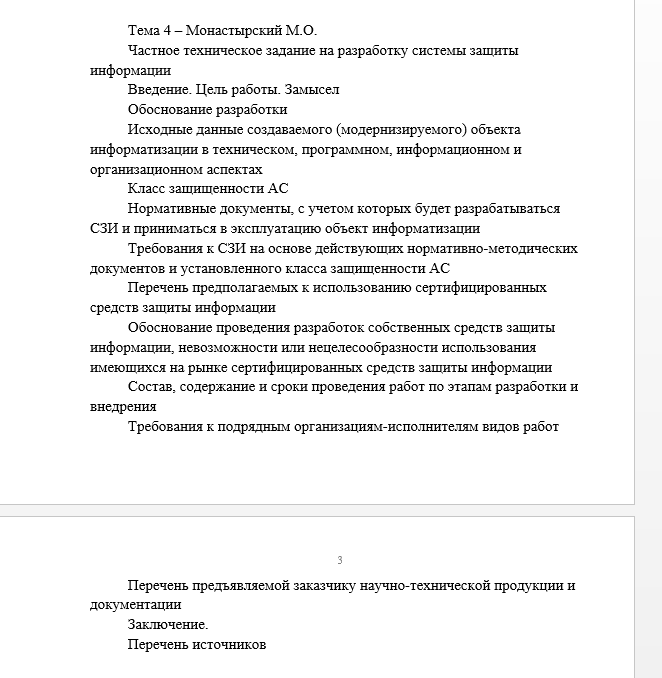 Тема 4 – Монастырский М.О.
Частное техническое задание на разработку системы защиты
информации
Введение. Цель работы. Замысел
Обоснование разработки
Исходные данные создаваемого (модернизируемого) объекта
информатизации в техническом, программном, информационном и
организационном аспектах
Класс защищенности АС
Нормативные документы, с учетом которых будет разрабатываться
СЗИ и приниматься в эксплуатацию объект информатизации
Требования к СЗИ на основе действующих нормативно-методических
документов и установленного класса защищенности АС
Перечень предполагаемых к использованию сертифицированных
средств защиты информации
Обоснование проведения разработок собственных средств защиты
информации, невозможности или нецелесообразности использования
имеющихся на рынке сертифицированных средств защиты информации
Состав, содержание и сроки проведения работ по этапам разработки и
внедрения
Требования к подрядным организациям-исполнителям видов работ
3
Перечень предъявляемой заказчику научно-технической продукции и
документации
Заключение.
Перечень источников